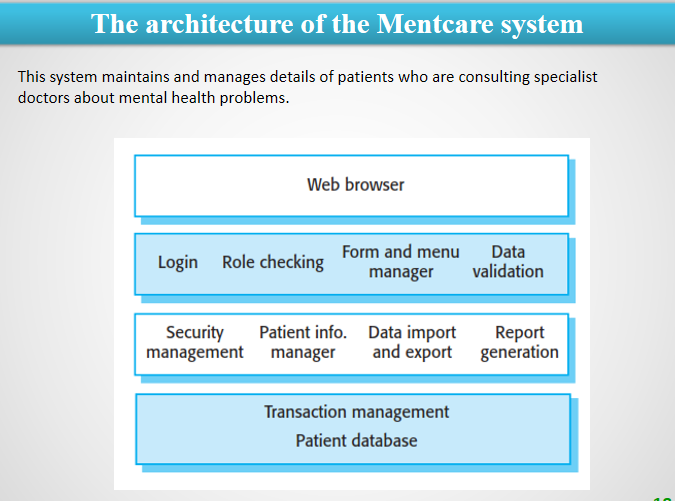 The architecture of the Mentcare system
This system maintains and manages details of patients who are consulting specialist
doctors about mental health problems.
Web browser
Login Role checking Form and menu manager Data validation
Security management Patient info. manager Data import and export Report generation
Transaction management
Patient database